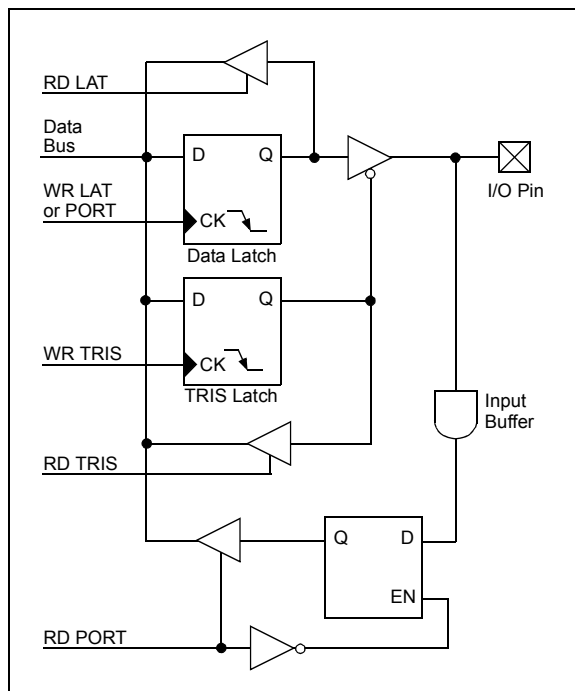 RD LAT
Data
Bus
D
Q
WR LAT
or PORT
CK
Data Latch
I/O Pin
D
Q
WR TRIS
CK
TRIS Latch
Input
Buffer
RD TRIS
Q
D
EN
RD PORT